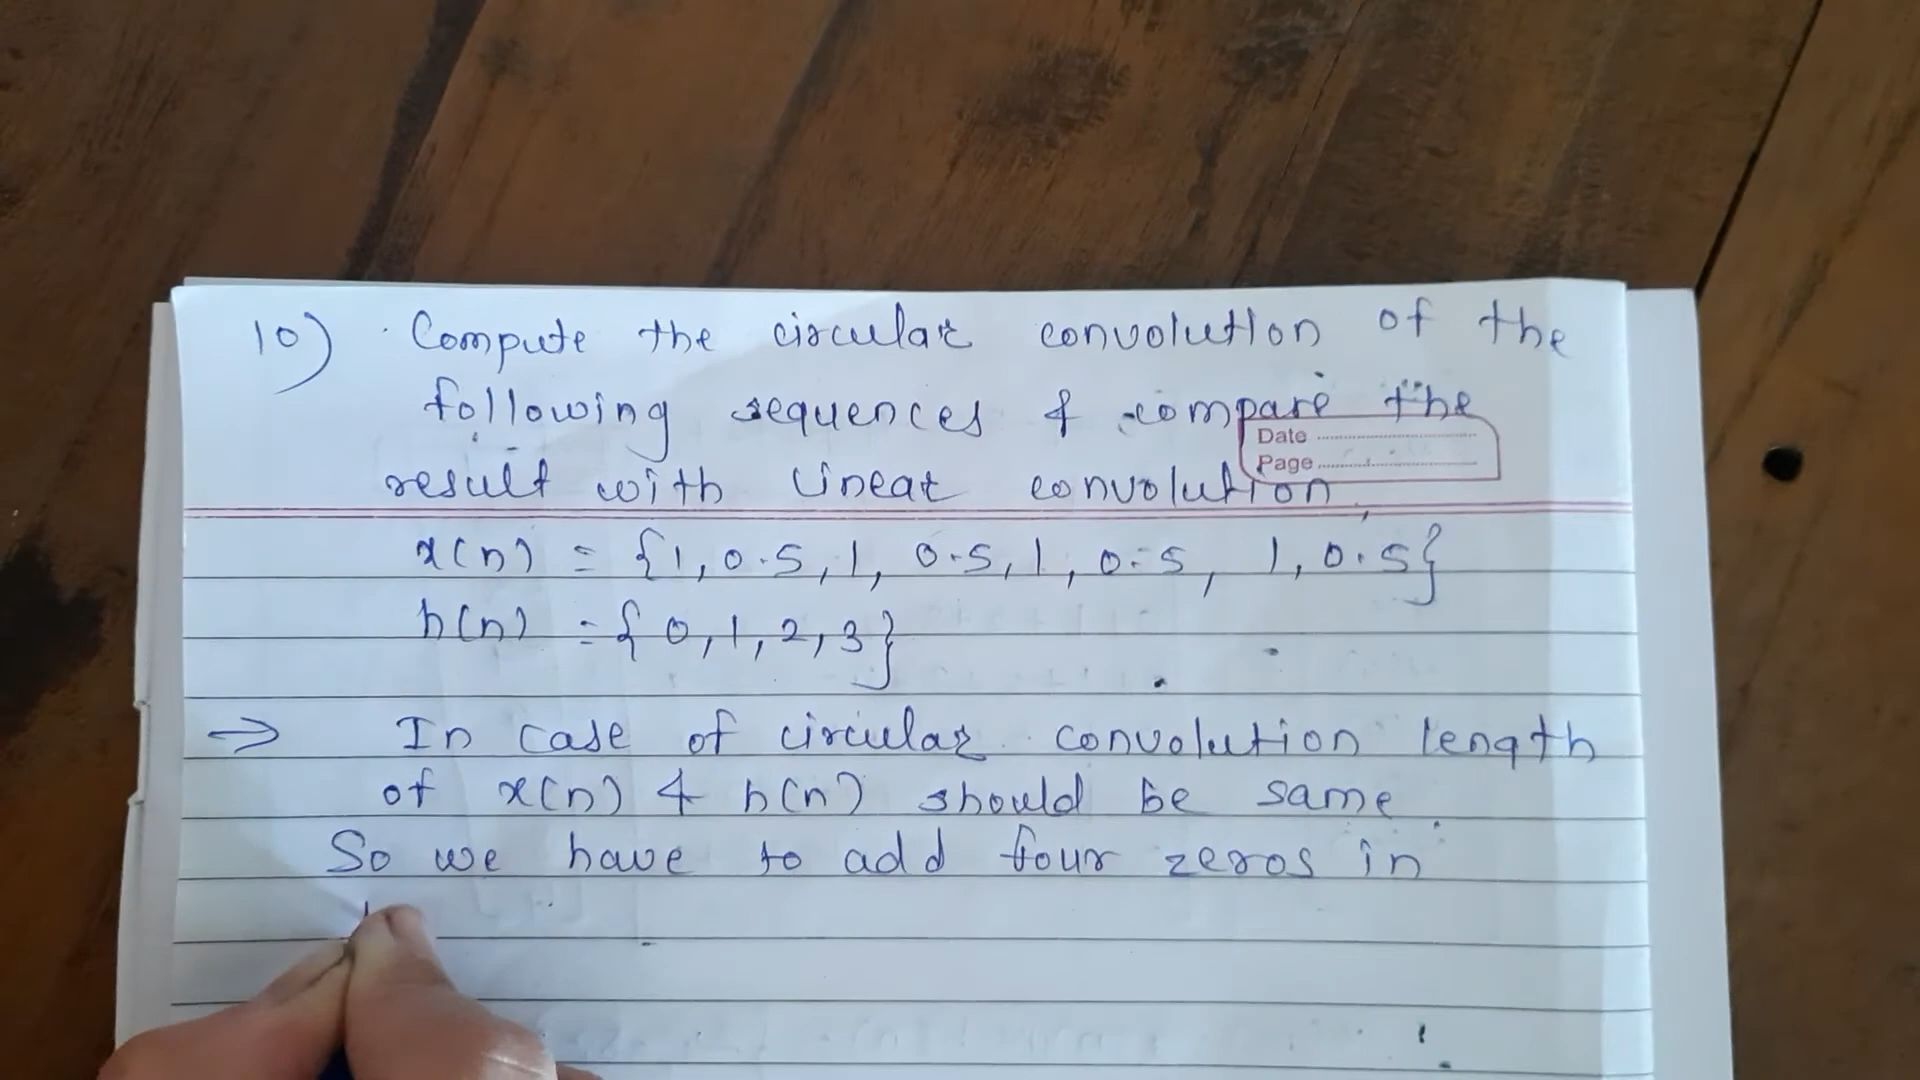 10) Compute the circular convolution of the
following sequences & compare the
Date
Page
result with linear convolution
x(n) = {1, 0.5, 1, 0.5, 1, 0.5, 1, 0.5}
h(n) = {0, 1, 2, 3}
⇒ In case of circular convolution length
of x(n) & h(n) should be same
So we have to add four zeros in